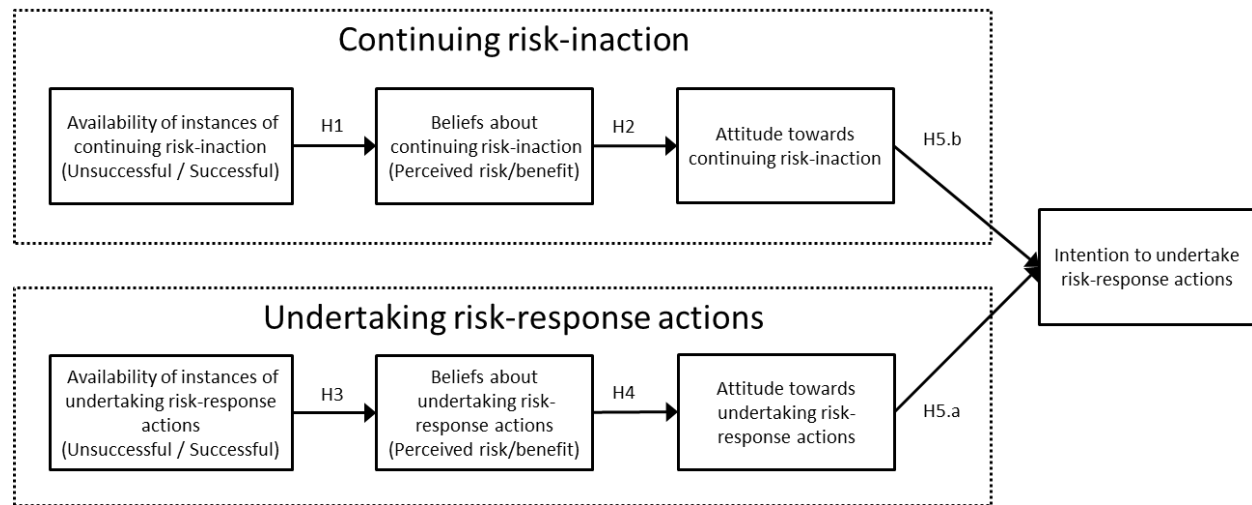 Continuing risk-inaction
Availability of instances of
continuing risk-inaction
(Unsuccessful / Successful)
H1
Beliefs about
continuing risk-inaction
(Perceived risk/benefit)
H2
Attitude towards
continuing risk-inaction
H5.b
Intention to undertake
risk-response actions
Undertaking risk-response actions
Availability of instances of
undertaking risk-response
actions
(Unsuccessful / Successful)
H3
Beliefs about
undertaking risk-
response actions
(Perceived risk/benefit)
H4
Attitude towards
undertaking risk-
response actions
H5.a